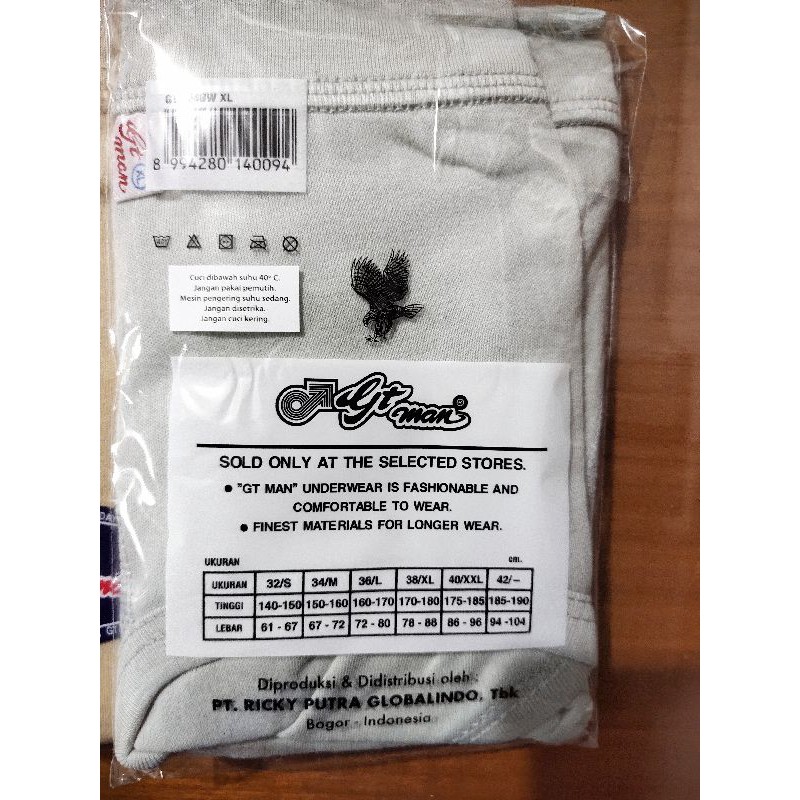 XL
8 994280 140094
Gt
man
XL
Cuci dibawah suhu 40° C.
Jangan pakai pemutih.
Mesin pengering suhu sedang.
Jangan disetrika.
Jangan cuci kering.
Gt man ®
SOLD ONLY AT THE SELECTED STORES.
● "GT MAN" UNDERWEAR IS FASHIONABLE AND
COMFORTABLE TO WEAR.
● FINEST MATERIALS FOR LONGER WEAR.
UKURAN cm.
UKURAN 32/S 34/M 36/L 38/XL 40/XXL 42/—
TINGGI 140-150 150-160 160-170 170-180 175-185 185-190
LEBAR 61 - 67 67 - 72 72 - 80 78 - 88 86 - 96 94 -104
Diproduksi & Didistribusi oleh :
PT. RICKY PUTRA GLOBALINDO, Tbk
Bogor - Indonesia